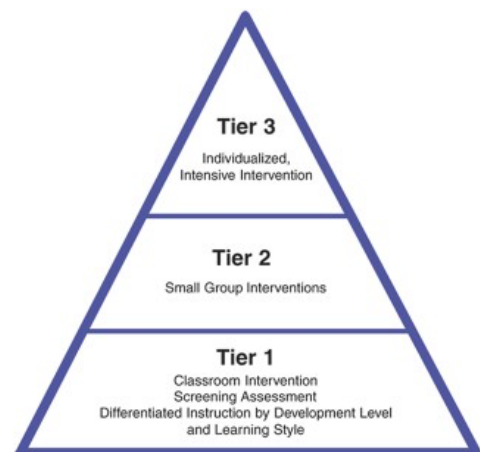 Tier 3
Individualized,
Intensive Intervention
Tier 2
Small Group Interventions
Tier 1
Classroom Intervention
Screening Assessment
Differentiated Instruction by Development Level
and Learning Style